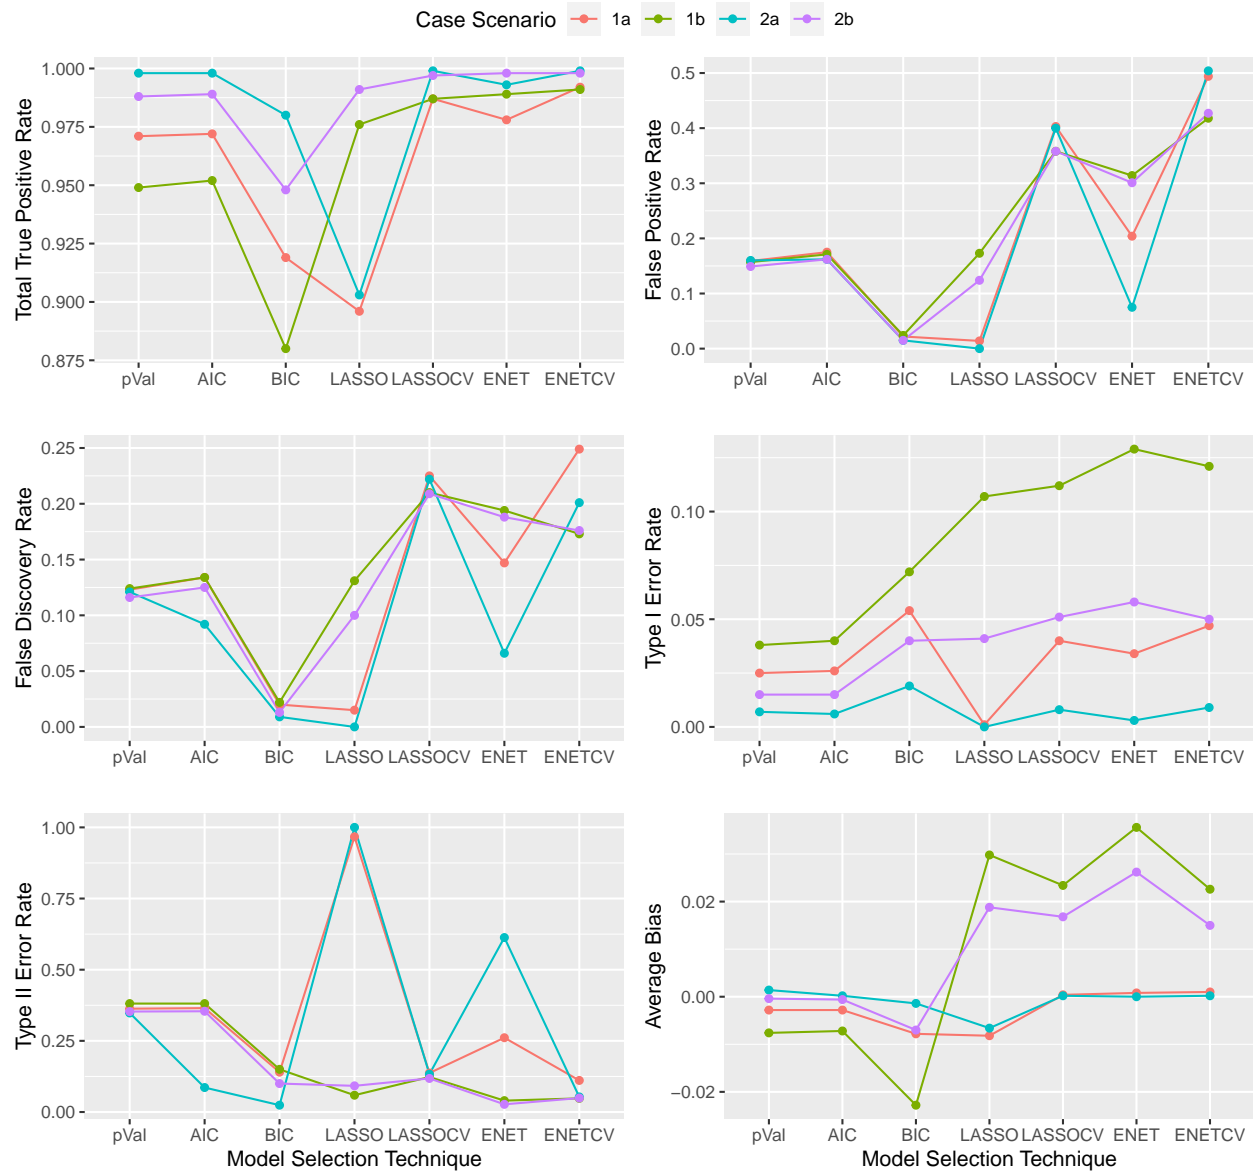 Case Scenario 1a 1b 2a 2b
Total True Positive Rate
1.000
0.975
0.950
0.925
0.900
0.875
pVal AIC BIC LASSO LASSOCV ENET ENETCV
False Positive Rate
0.5
0.4
0.3
0.2
0.1
0.0
pVal AIC BIC LASSO LASSOCV ENET ENETCV
False Discovery Rate
0.25
0.20
0.15
0.10
0.05
0.00
pVal AIC BIC LASSO LASSOCV ENET ENETCV
Type I Error Rate
0.10
0.05
0.00
pVal AIC BIC LASSO LASSOCV ENET ENETCV
Type II Error Rate
1.00
0.75
0.50
0.25
0.00
pVal AIC BIC LASSO LASSOCV ENET ENETCV
Model Selection Technique
Average Bias
0.02
0.00
−0.02
pVal AIC BIC LASSO LASSOCV ENET ENETCV
Model Selection Technique